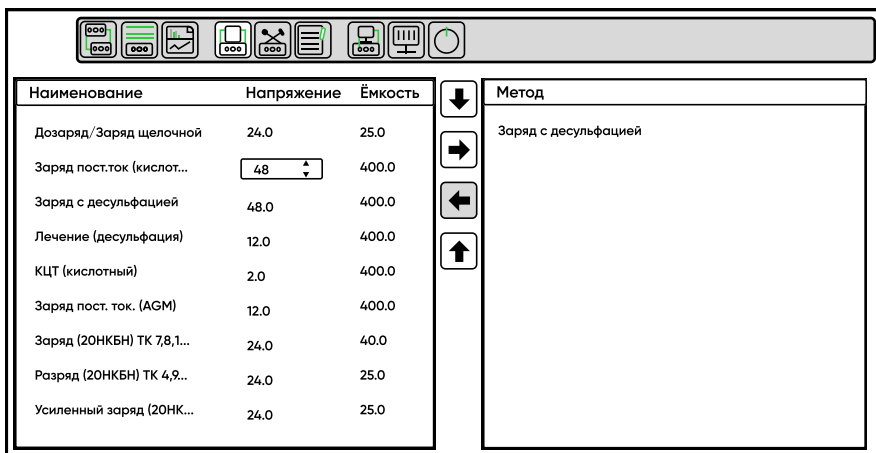 Наименование Напряжение Ёмкость Метод
Дозаряд/Заряд щелочной 24.0 25.0 Заряд с десульфацией
Заряд пост.ток (кислот... 48 400.0
Заряд с десульфацией 48.0 400.0
Лечение (десульфация) 12.0 400.0
КЦТ (кислотный) 2.0 400.0
Заряд пост. ток. (AGM) 12.0 400.0
Заряд (20НКБН) ТК 7,8,1... 24.0 40.0
Разряд (20НКБН) ТК 4,9... 24.0 25.0
Усиленный заряд (20НК... 24.0 25.0